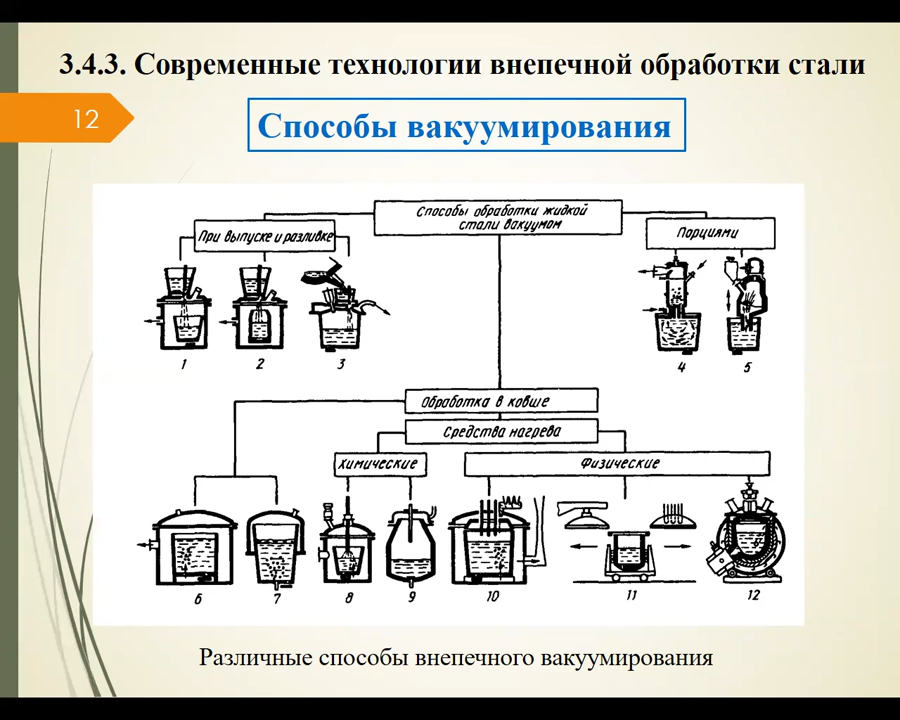 3.4.3. Современные технологии внепечной обработки стали
12
Способы вакуумирования
Способы обработки жидкой
стали вакуумом
При выпуске и разливке
Порциями
1
2
3
4
5
Обработка в ковше
Средства нагрева
Химические
Физические
6
7
8
9
10
11
12
Различные способы внепечного вакуумирования